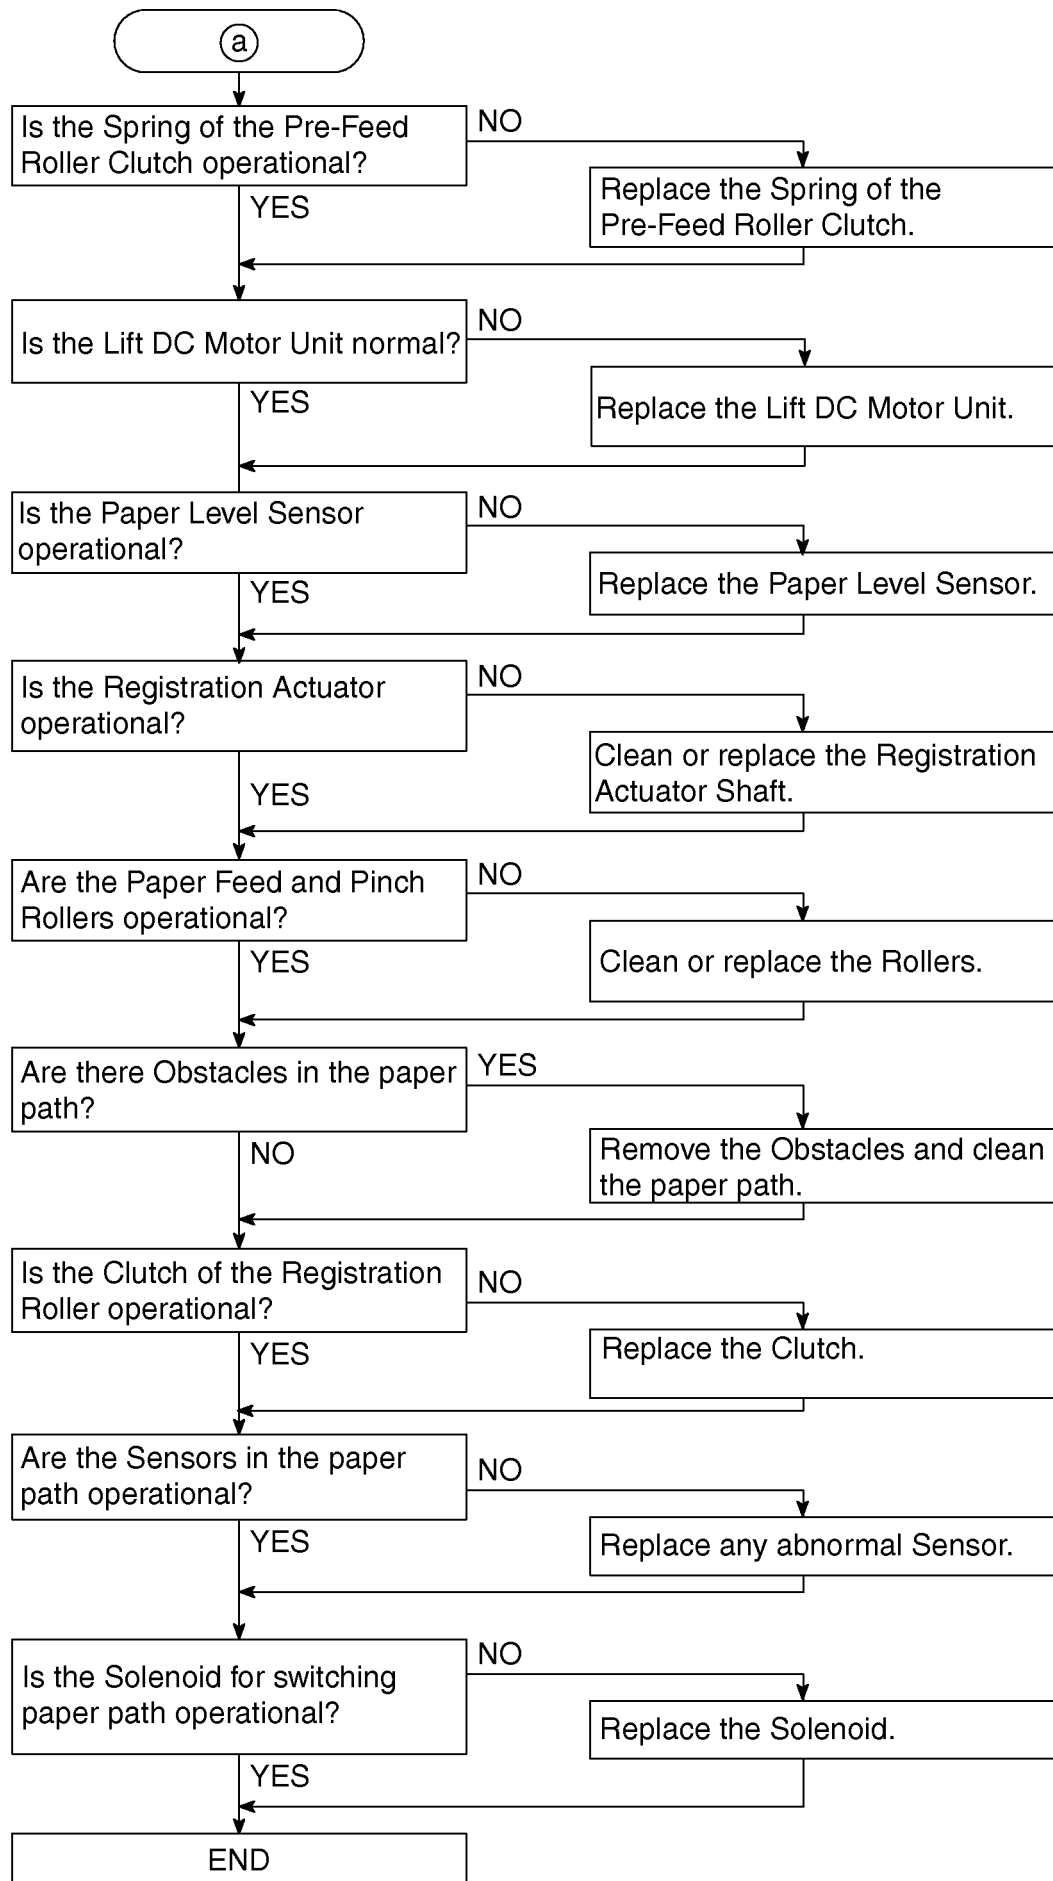 a
Is the Spring of the Pre-Feed
Roller Clutch operational?
NO
Replace the Spring of the
Pre-Feed Roller Clutch.
YES
Is the Lift DC Motor Unit normal?
NO
Replace the Lift DC Motor Unit.
YES
Is the Paper Level Sensor
operational?
NO
Replace the Paper Level Sensor.
YES
Is the Registration Actuator
operational?
NO
Clean or replace the Registration
Actuator Shaft.
YES
Are the Paper Feed and Pinch
Rollers operational?
NO
Clean or replace the Rollers.
YES
Are there Obstacles in the paper
path?
YES
Remove the Obstacles and clean
the paper path.
NO
Is the Clutch of the Registration
Roller operational?
NO
Replace the Clutch.
YES
Are the Sensors in the paper
path operational?
NO
Replace any abnormal Sensor.
YES
Is the Solenoid for switching
paper path operational?
NO
Replace the Solenoid.
YES
END